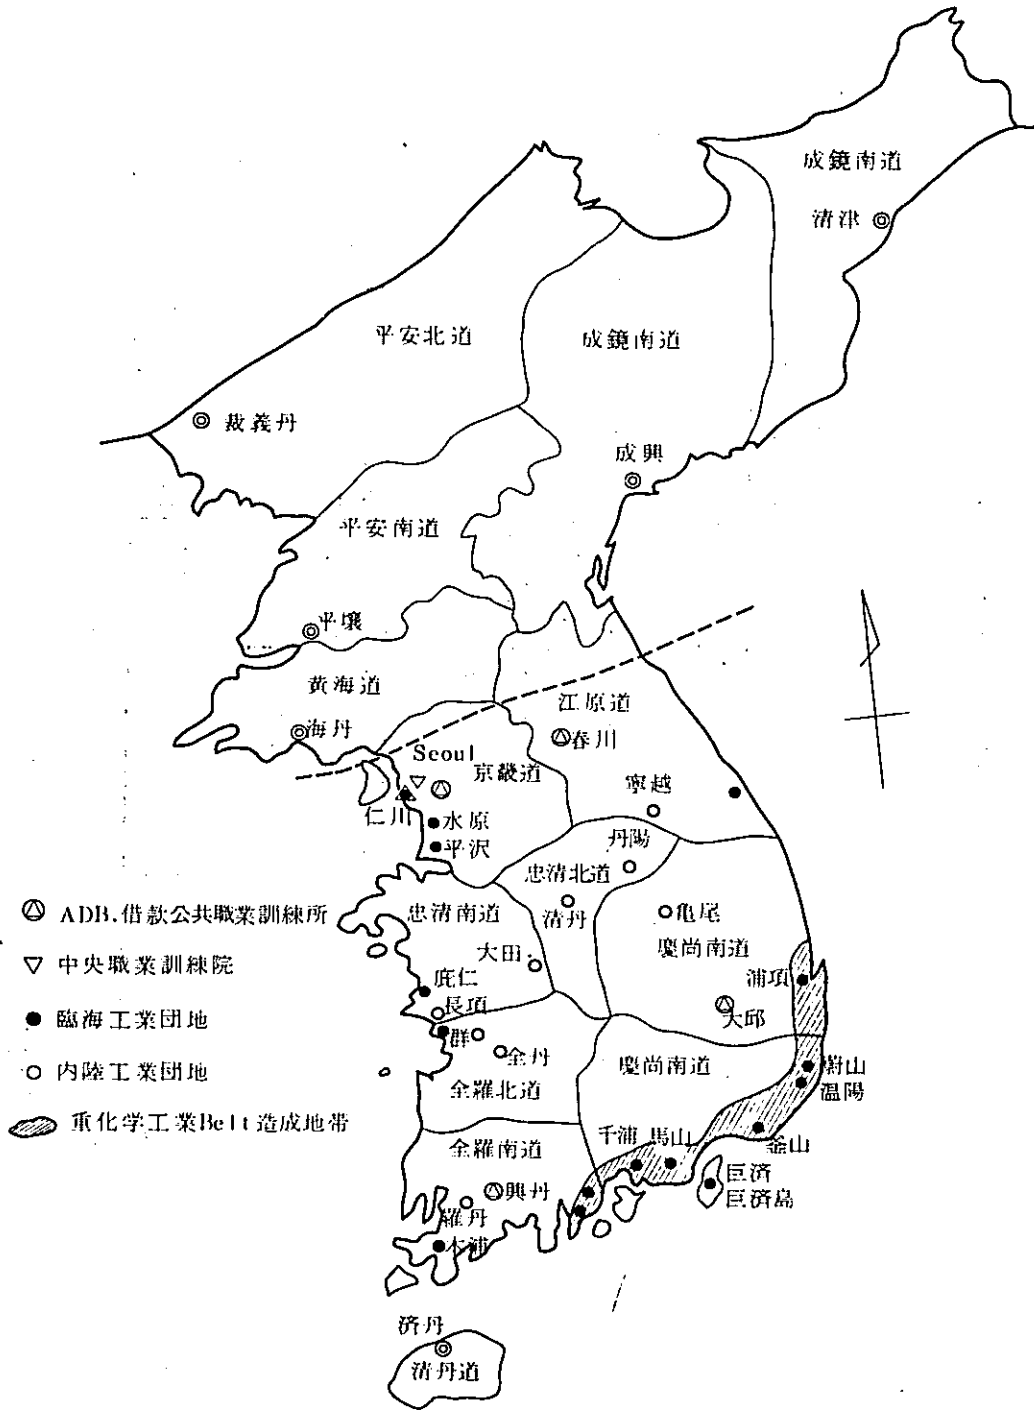 成鏡南道
清津
平安北道
成鏡南道
裁義丹
成興
平安南道
平壌
黄海道
江原道
海丹
春川
Seoul
京畿道
寧越
仁川
水原
平沢
丹陽
忠清北道
忠清南道
清丹
亀尾
大田
慶尚南道
浦項
庇仁
長項
大邱
群
全丹
慶尚南道
蔚山
温陽
全羅北道
千浦
馬山
釜山
全羅南道
巨済
巨済島
興丹
羅丹
木浦
済丹
清丹道
ADB.借款公共職業訓練所
中央職業訓練院
臨海工業団地
内陸工業団地
重化学工業Belt造成地帯